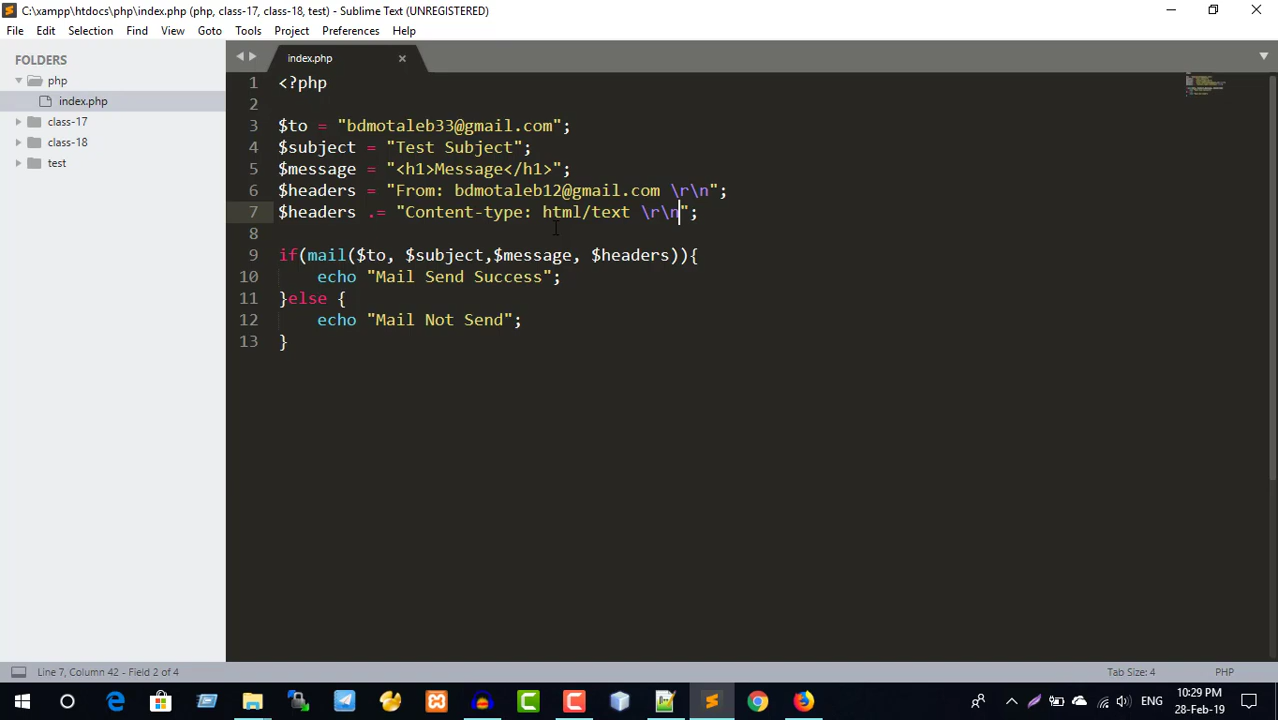 C:\xampp\htdocs\php\index.php (php, class-17, class-18, test) - Sublime Text (UNREGISTERED)
File Edit Selection Find View Goto Tools Project Preferences Help
FOLDERS
php
index.php
class-17
class-18
test
index.php
1 <?php
2
3 $to = "bdmotaleb33@gmail.com";
4 $subject = "Test Subject";
5 $message = "<h1>Message</h1>";
6 $headers = "From: bdmotaleb12@gmail.com \r\n";
7 $headers .= "Content-type: html/text \r\n";
8
9 if(mail($to, $subject,$message, $headers)){
10 echo "Mail Send Success";
11 }else {
12 echo "Mail Not Send";
13 }
Line 7, Column 42 - Field 2 of 4 Tab Size: 4 PHP
ENG
10:29 PM
28-Feb-19